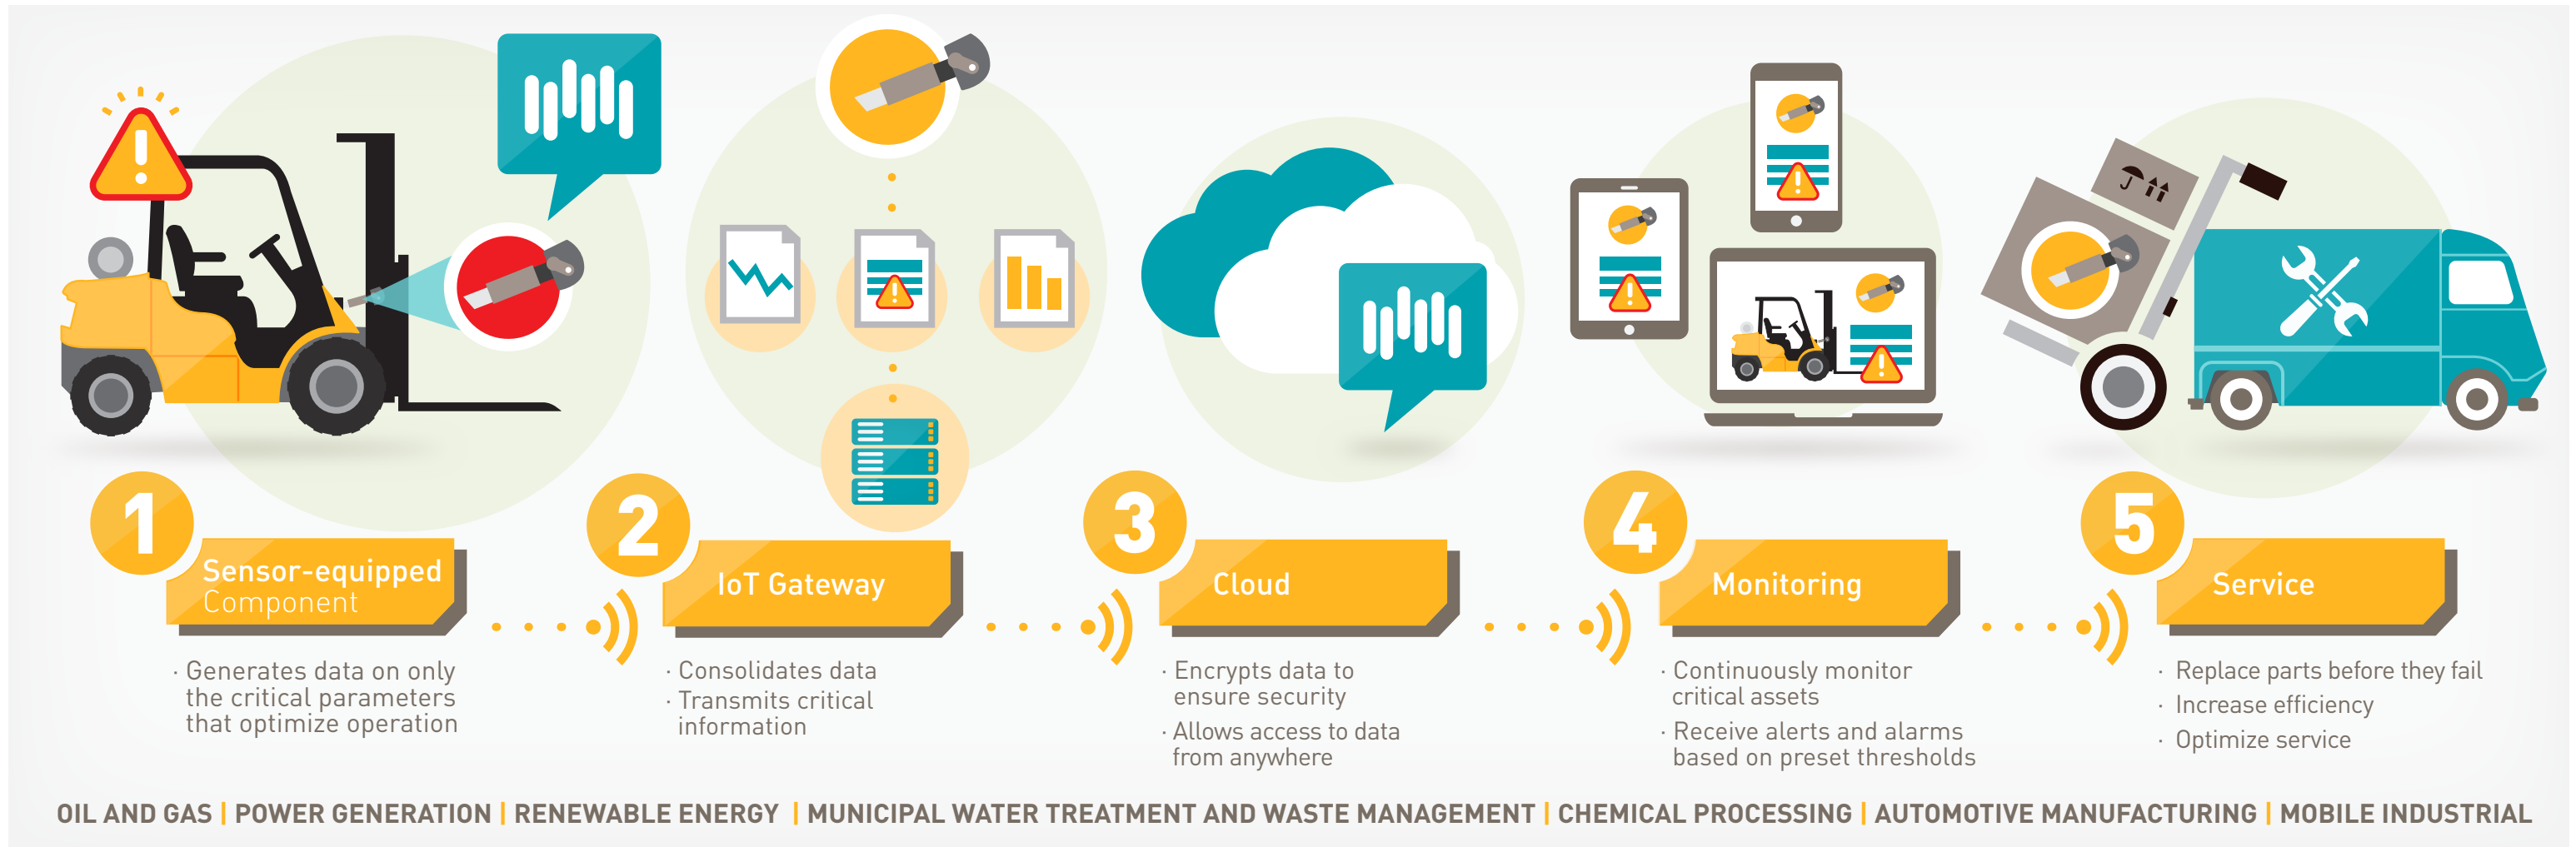 1
Sensor-equipped
Component
· Generates data on only
the critical parameters
that optimize operation
2
IoT Gateway
· Consolidates data
· Transmits critical
information
3
Cloud
· Encrypts data to
ensure security
· Allows access to data
from anywhere
4
Monitoring
· Continuously monitor
critical assets
· Receive alerts and alarms
based on preset thresholds
5
Service
· Replace parts before they fail
· Increase efficiency
· Optimize service
OIL AND GAS | POWER GENERATION | RENEWABLE ENERGY | MUNICIPAL WATER TREATMENT AND WASTE MANAGEMENT | CHEMICAL PROCESSING | AUTOMOTIVE MANUFACTURING | MOBILE INDUSTRIAL